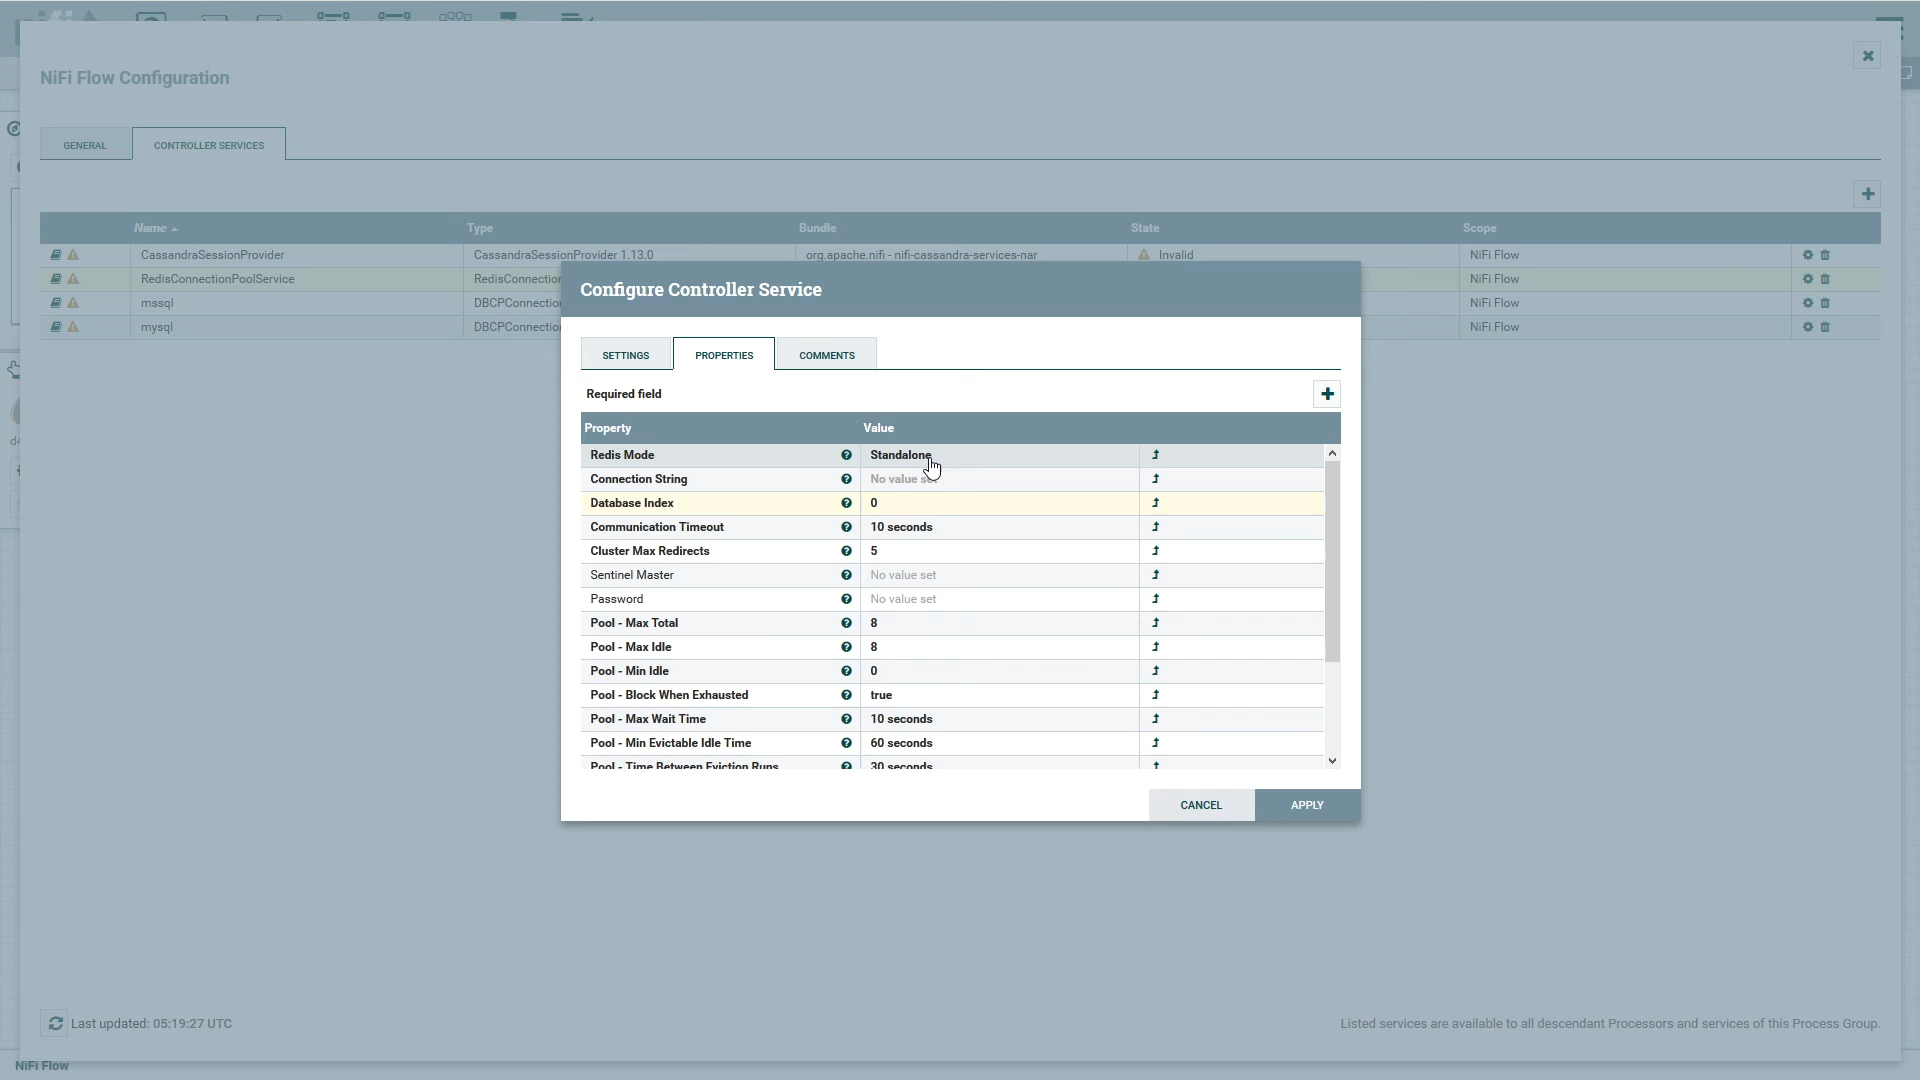 NiFi Flow Configuration
GENERAL
CONTROLLER SERVICES
Name Type Bundle State Scope
CassandraSessionProvider CassandraSessionProvider 1.13.0 org.apache.nifi - nifi-cassandra-services-nar Invalid NiFi Flow
RedisConnectionPoolService RedisConnection NiFi Flow
mssql DBCPConnection NiFi Flow
mysql DBCPConnection NiFi Flow
Configure Controller Service
SETTINGS PROPERTIES COMMENTS
Required field
Property Value
Redis Mode Standalone
Connection String No value set
Database Index 0
Communication Timeout 10 seconds
Cluster Max Redirects 5
Sentinel Master No value set
Password No value set
Pool - Max Total 8
Pool - Max Idle 8
Pool - Min Idle 0
Pool - Block When Exhausted true
Pool - Max Wait Time 10 seconds
Pool - Min Evictable Idle Time 60 seconds
Pool - Time Between Eviction Runs 30 seconds
CANCEL APPLY
Last updated: 05:19:27 UTC
Listed services are available to all descendant Processors and services of this Process Group.
NiFi Flow